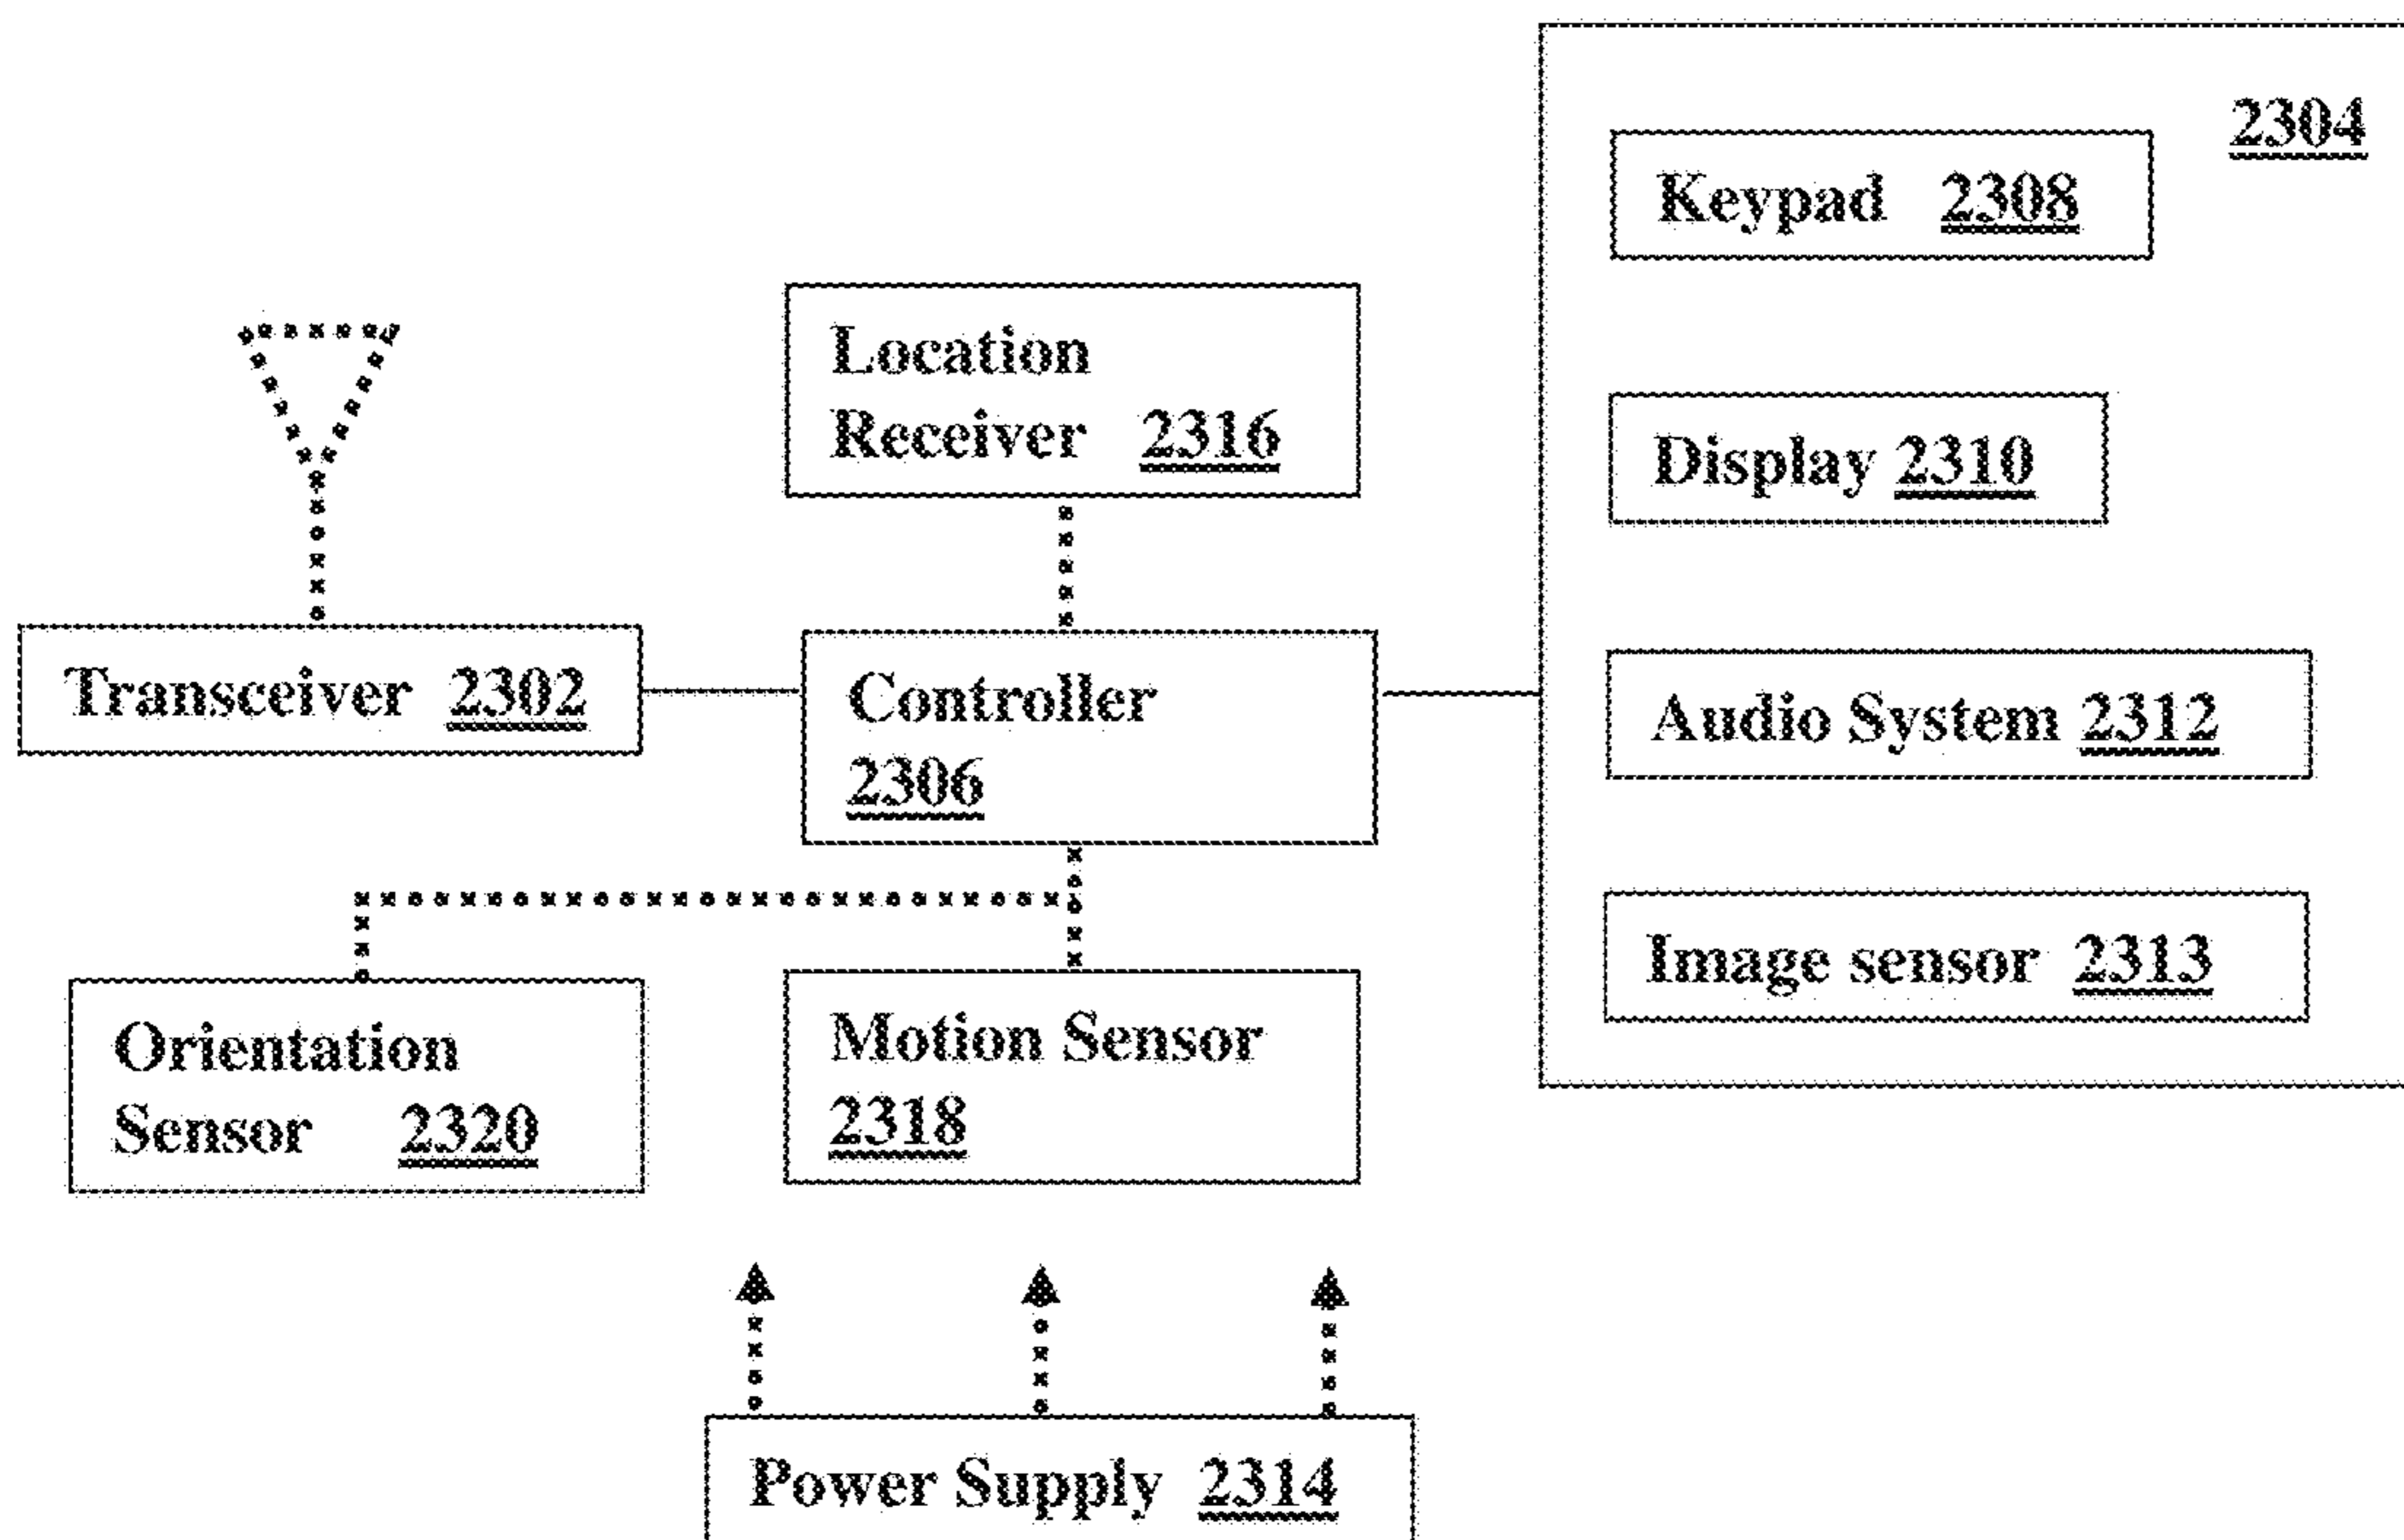 2304
Keypad 2308
Location
Receiver 2316
Display 2310
Transceiver 2302
Controller
2306
Audio System 2312
Image sensor 2313
Orientation
Sensor 2320
Motion Sensor
2318
Power Supply 2314